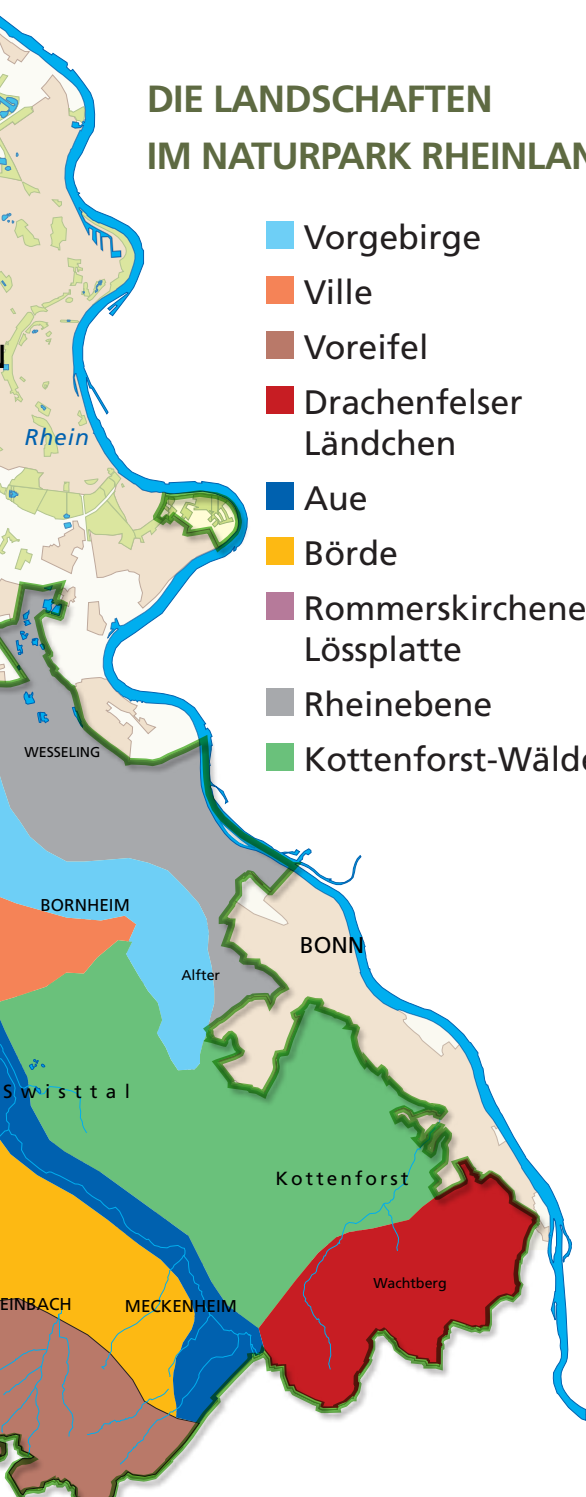 DIE LANDSCHAFTEN
IM NATURPARK RHEINLAN
Vorgebirge
Ville
Voreifel
Drachenfelser
Ländchen
Rhein
Aue
Börde
Rommerskirchene
Lössplatte
Rheinebene
WESSELING
Kottenforst-Wälde
BORNHEIM
BONN
Alfter
Swisttal
Kottenforst
Wachtberg
EINBACH
MECKENHEIM